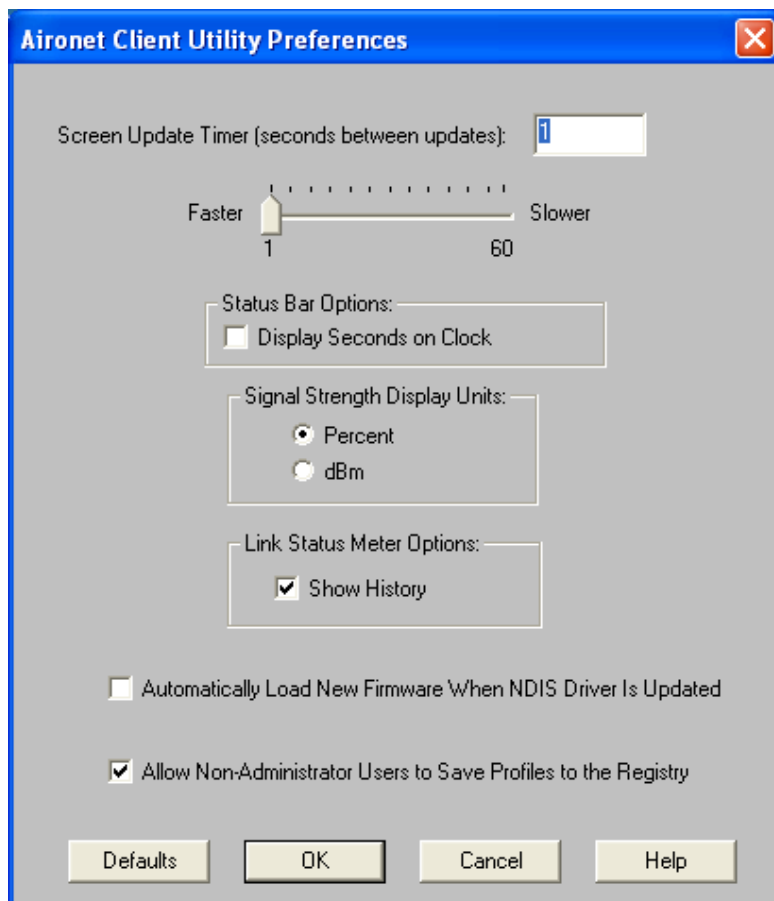 Aironet Client Utility Preferences
Screen Update Timer (seconds between updates): 1
Faster Slower
1 60
Status Bar Options:
Display Seconds on Clock
Signal Strength Display Units:
Percent
dBm
Link Status Meter Options:
Show History
Automatically Load New Firmware When NDIS Driver Is Updated
Allow Non-Administrator Users to Save Profiles to the Registry
Defaults OK Cancel Help